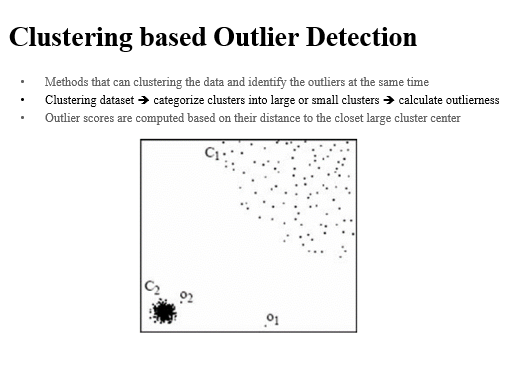 Clustering based Outlier Detection
• Methods that can clustering the data and identify the outliers at the same time
• Clustering dataset ➔ categorize clusters into large or small clusters ➔ calculate outlierness
• Outlier scores are computed based on their distance to the closet large cluster center
C₁
C₂
o₂
o₁